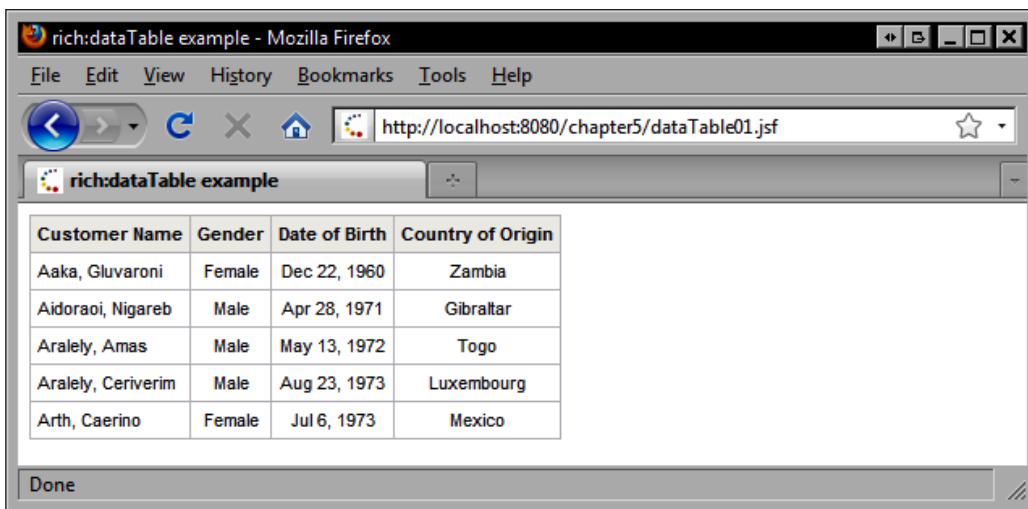 rich:dataTable example - Mozilla Firefox
File Edit View History Bookmarks Tools Help
http://localhost:8080/chapter5/dataTable01.jsf
rich:dataTable example
Customer Name Gender Date of Birth Country of Origin
Aaka, Gluvaroni Female Dec 22, 1960 Zambia
Aidoraoi, Nigareb Male Apr 28, 1971 Gibraltar
Aralely, Amas Male May 13, 1972 Togo
Aralely, Ceriverim Male Aug 23, 1973 Luxembourg
Arth, Caerino Female Jul 6, 1973 Mexico
Done